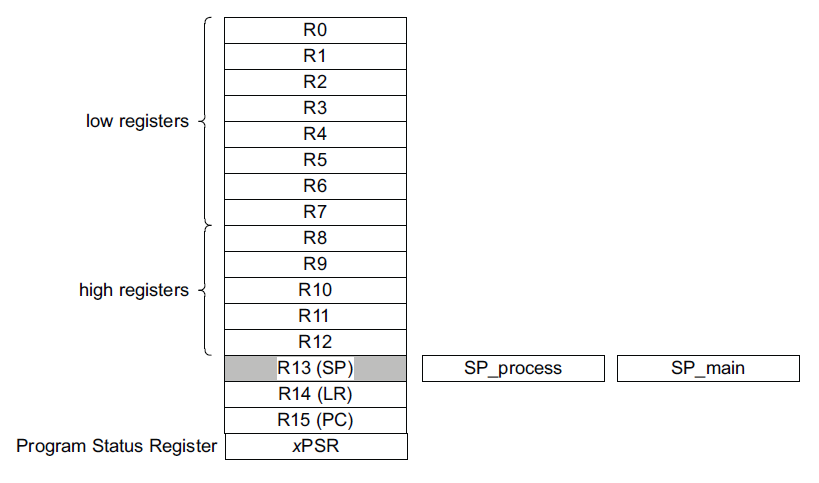 R0
R1
R2
R3
low registers
R4
R5
R6
R7
R8
R9
high registers
R10
R11
R12
R13 (SP)
SP_process
SP_main
R14 (LR)
R15 (PC)
Program Status Register
xPSR